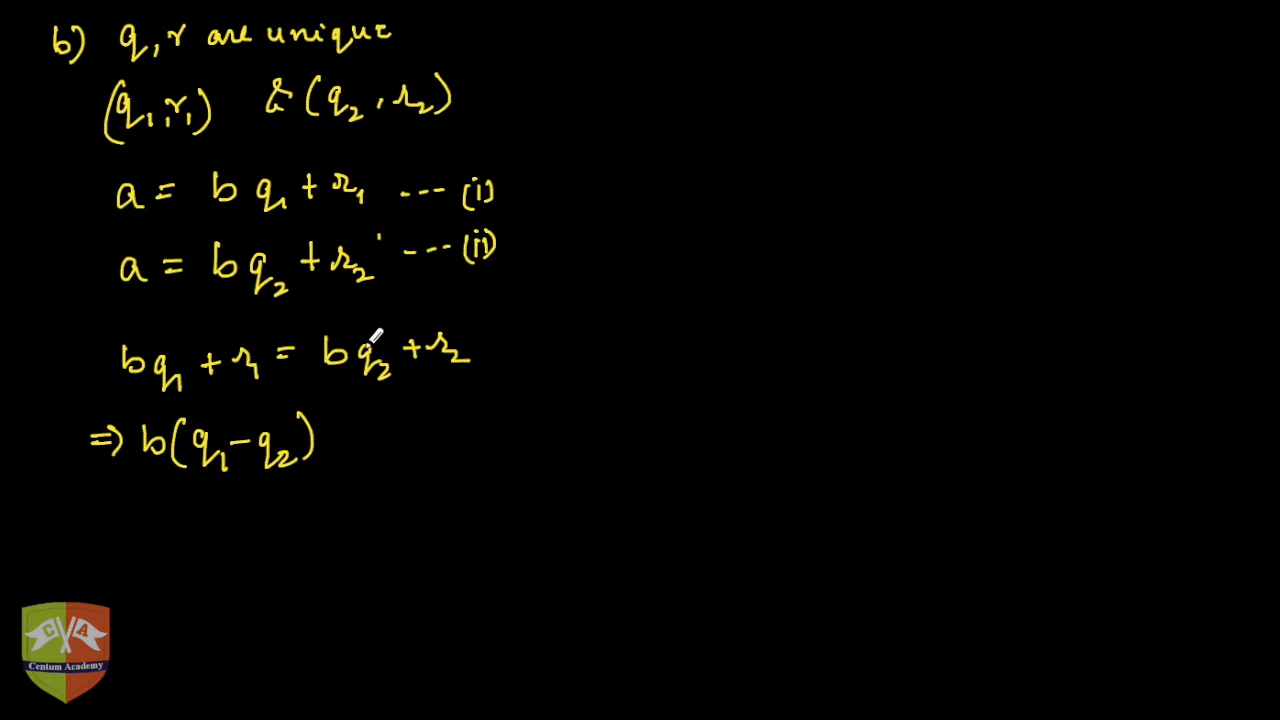 b) q, r are unique
(q₁, r₁) & (q₂, r₂)
a = b q₁ + r₁ ---- (i)
a = b q₂ + r₂ ---- (ii)
b q₁ + r₁ = b q₂ + r₂
=> b(q₁ - q₂)
C A
Centum Academy